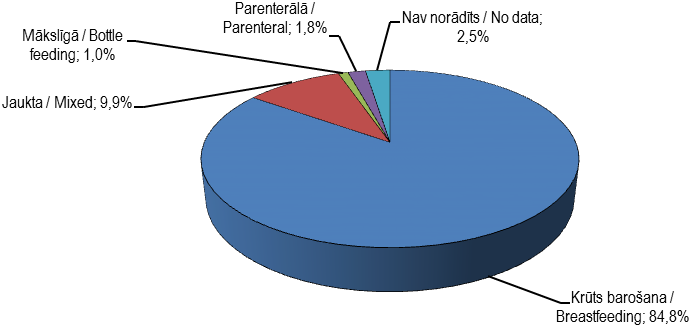 Parenterālā /
Parenteral; 1,8%
Nav norādīts / No data;
2,5%
Mākslīgā / Bottle
feeding; 1,0%
Jaukta / Mixed; 9,9%
Krūts barošana /
Breastfeeding; 84,8%